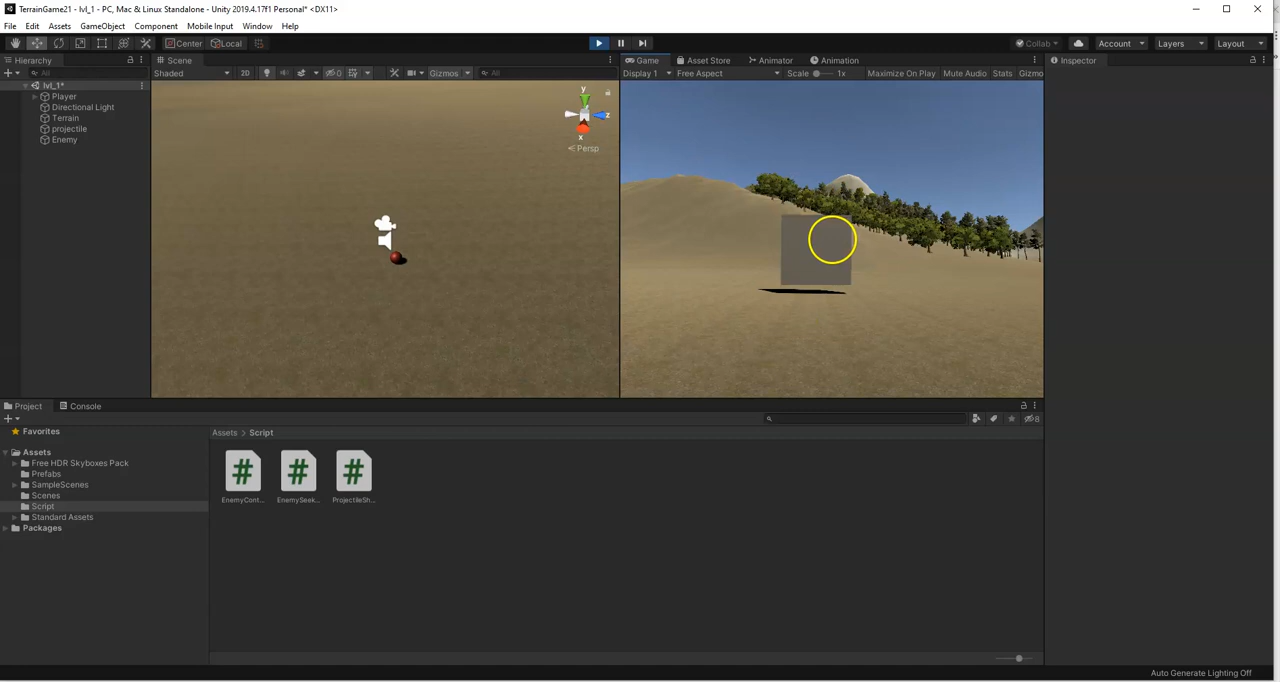 TerrainGame21 - lvl_1 - PC, Mac & Linux Standalone - Unity 2019.4.17f1 Personal* <DX11>
File Edit Assets GameObject Component Mobile Input Window Help
Center Local Collab Account Layers Layout
Hierarchy Scene Game Asset Store Animator Animation Inspector
All Shaded 2D 0 Gizmos All Display 1 Free Aspect Scale 1x Maximize On Play Mute Audio Stats Gizmo
lvl_1*
Player
Directional Light
Terrain
projectile
Enemy
y
z
x
Persp
Project Console
8
Favorites
Assets > Script
Assets
Free HDR Skyboxes Pack
Prefabs
SampleScenes
Scenes
Script
Standard Assets
Packages
EnemyCont... EnemySeek... ProjectileSh...
Auto Generate Lighting Off